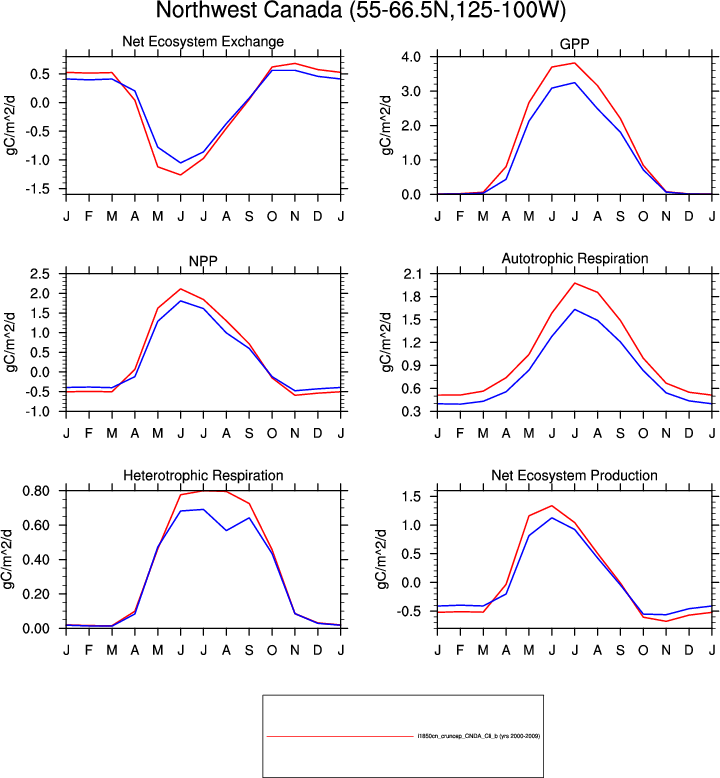 Northwest Canada (55-66.5N,125-100W)
Net Ecosystem Exchange
gC/m^2/d
0.5
0.0
-0.5
-1.0
-1.5
J F M A M J J A S O N D J
GPP
gC/m^2/d
4.0
3.0
2.0
1.0
0.0
J F M A M J J A S O N D J
NPP
gC/m^2/d
2.5
2.0
1.5
1.0
0.5
0.0
-0.5
-1.0
J F M A M J J A S O N D J
Autotrophic Respiration
gC/m^2/d
2.1
1.8
1.5
1.2
0.9
0.6
0.3
J F M A M J J A S O N D J
Heterotrophic Respiration
gC/m^2/d
0.80
0.60
0.40
0.20
0.00
J F M A M J J A S O N D J
Net Ecosystem Production
gC/m^2/d
1.5
1.0
0.5
0.0
-0.5
J F M A M J J A S O N D J
(yrs 2000-2009)